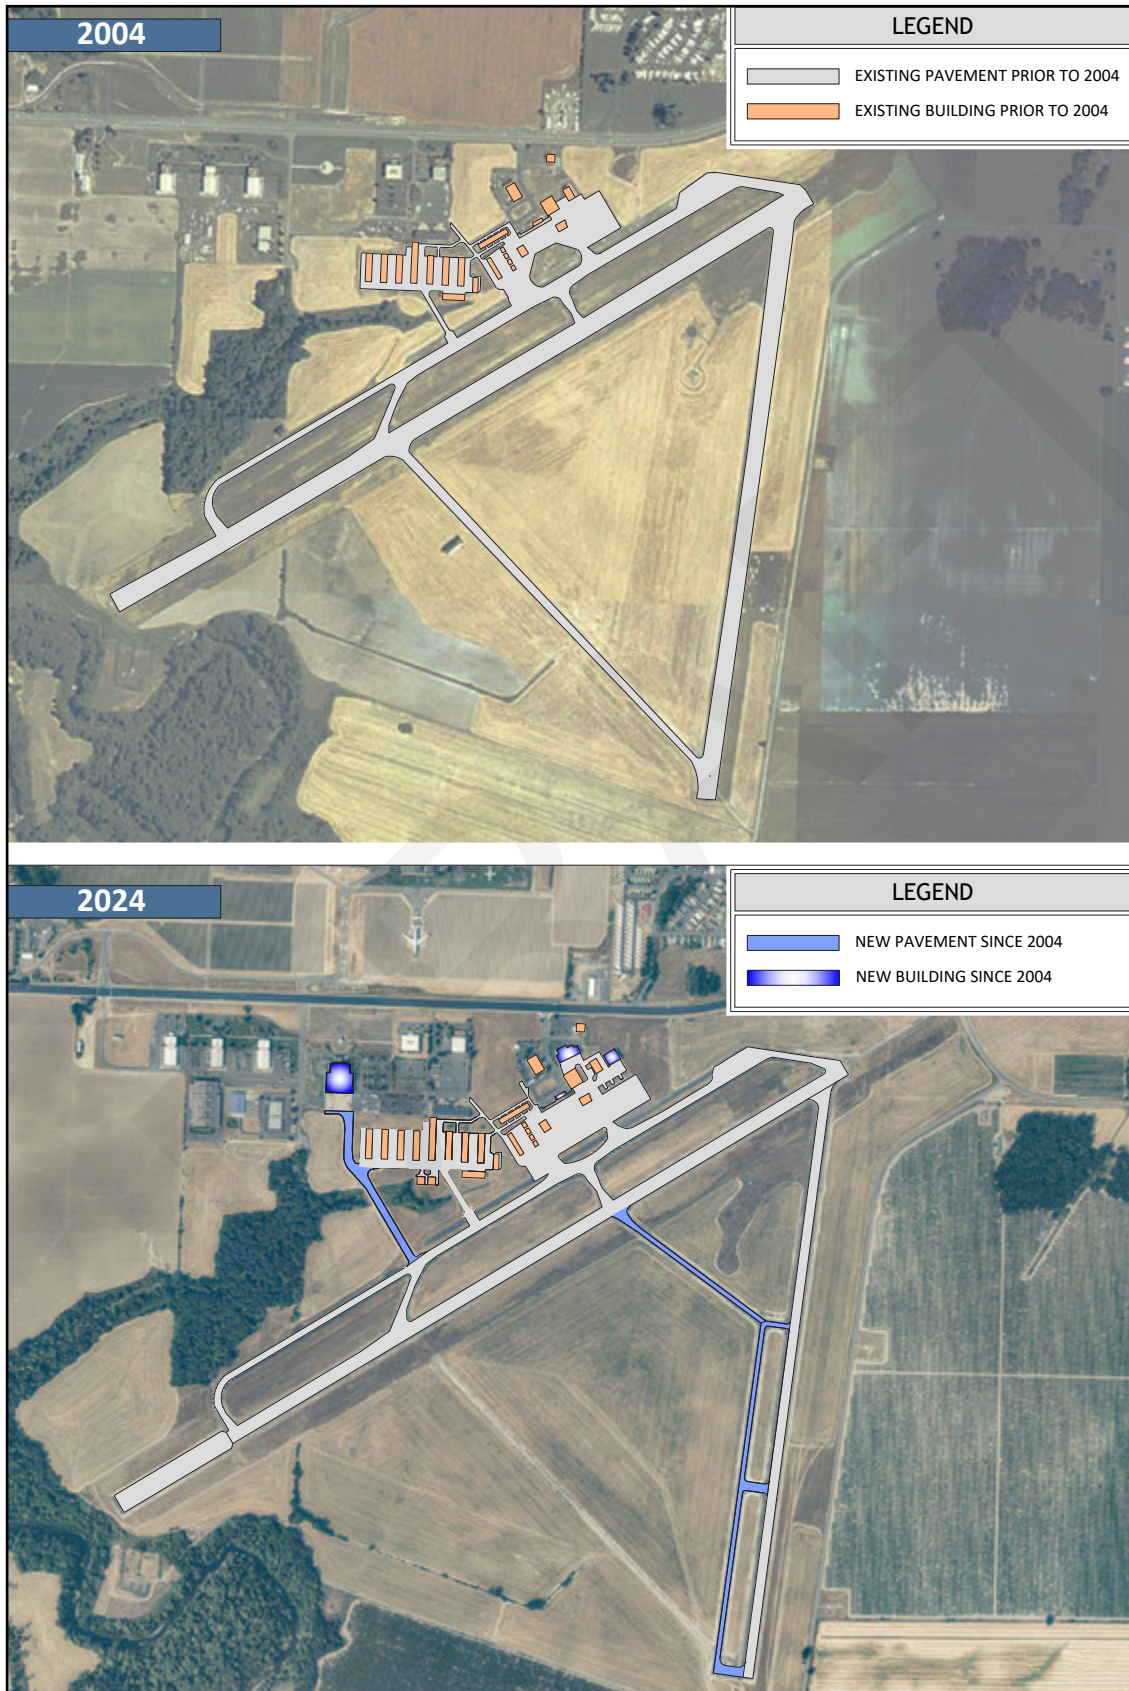 2004
LEGEND
EXISTING PAVEMENT PRIOR TO 2004
EXISTING BUILDING PRIOR TO 2004
2024
LEGEND
NEW PAVEMENT SINCE 2004
NEW BUILDING SINCE 2004